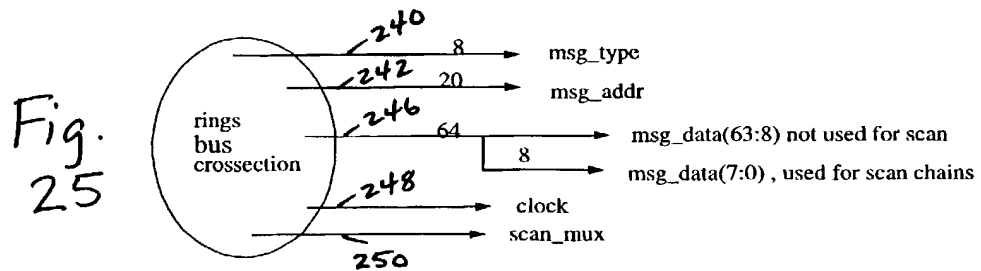 Fig.
25
rings
bus
crossection
240
8
msg_type
242
20
msg_addr
246
64
msg_data(63:8) not used for scan
8
msg_data(7:0) , used for scan chains
248
clock
250
scan_mux